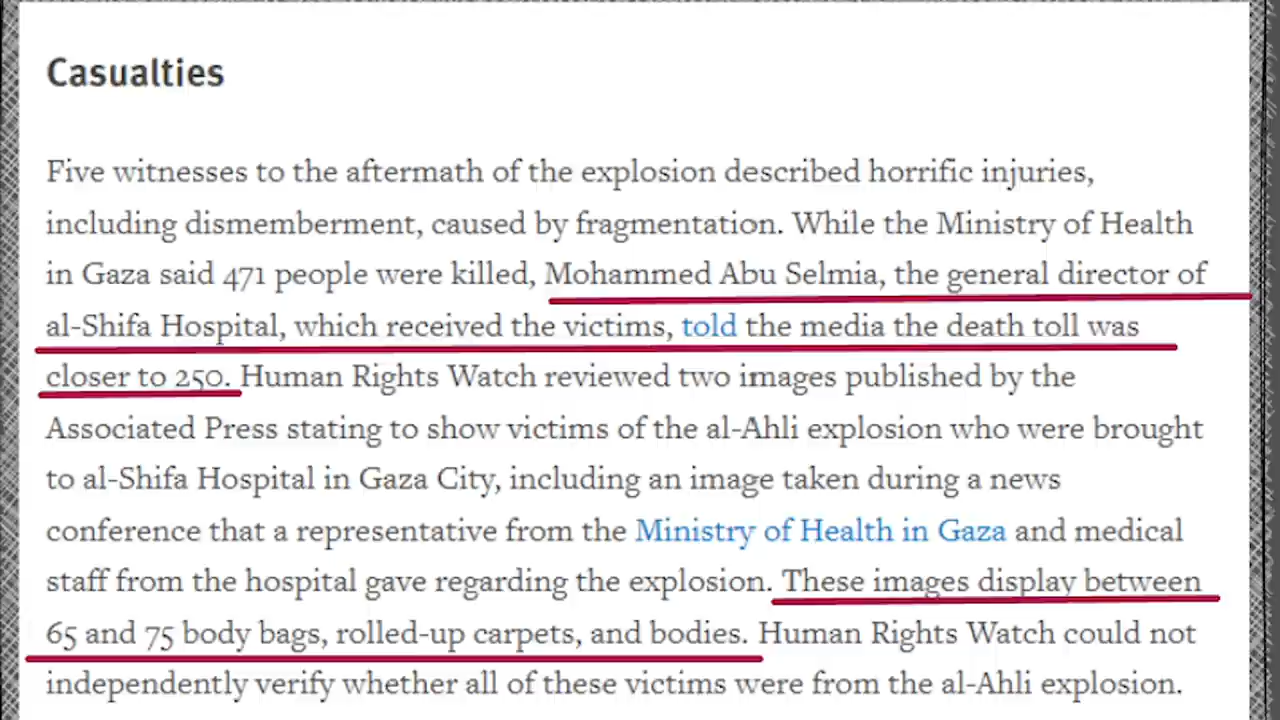 Casualties
Five witnesses to the aftermath of the explosion described horrific injuries,
including dismemberment, caused by fragmentation. While the Ministry of Health
in Gaza said 471 people were killed, Mohammed Abu Selmia, the general director of
al-Shifa Hospital, which received the victims, told the media the death toll was
closer to 250. Human Rights Watch reviewed two images published by the
Associated Press stating to show victims of the al-Ahli explosion who were brought
to al-Shifa Hospital in Gaza City, including an image taken during a news
conference that a representative from the Ministry of Health in Gaza and medical
staff from the hospital gave regarding the explosion. These images display between
65 and 75 body bags, rolled-up carpets, and bodies. Human Rights Watch could not
independently verify whether all of these victims were from the al-Ahli explosion.